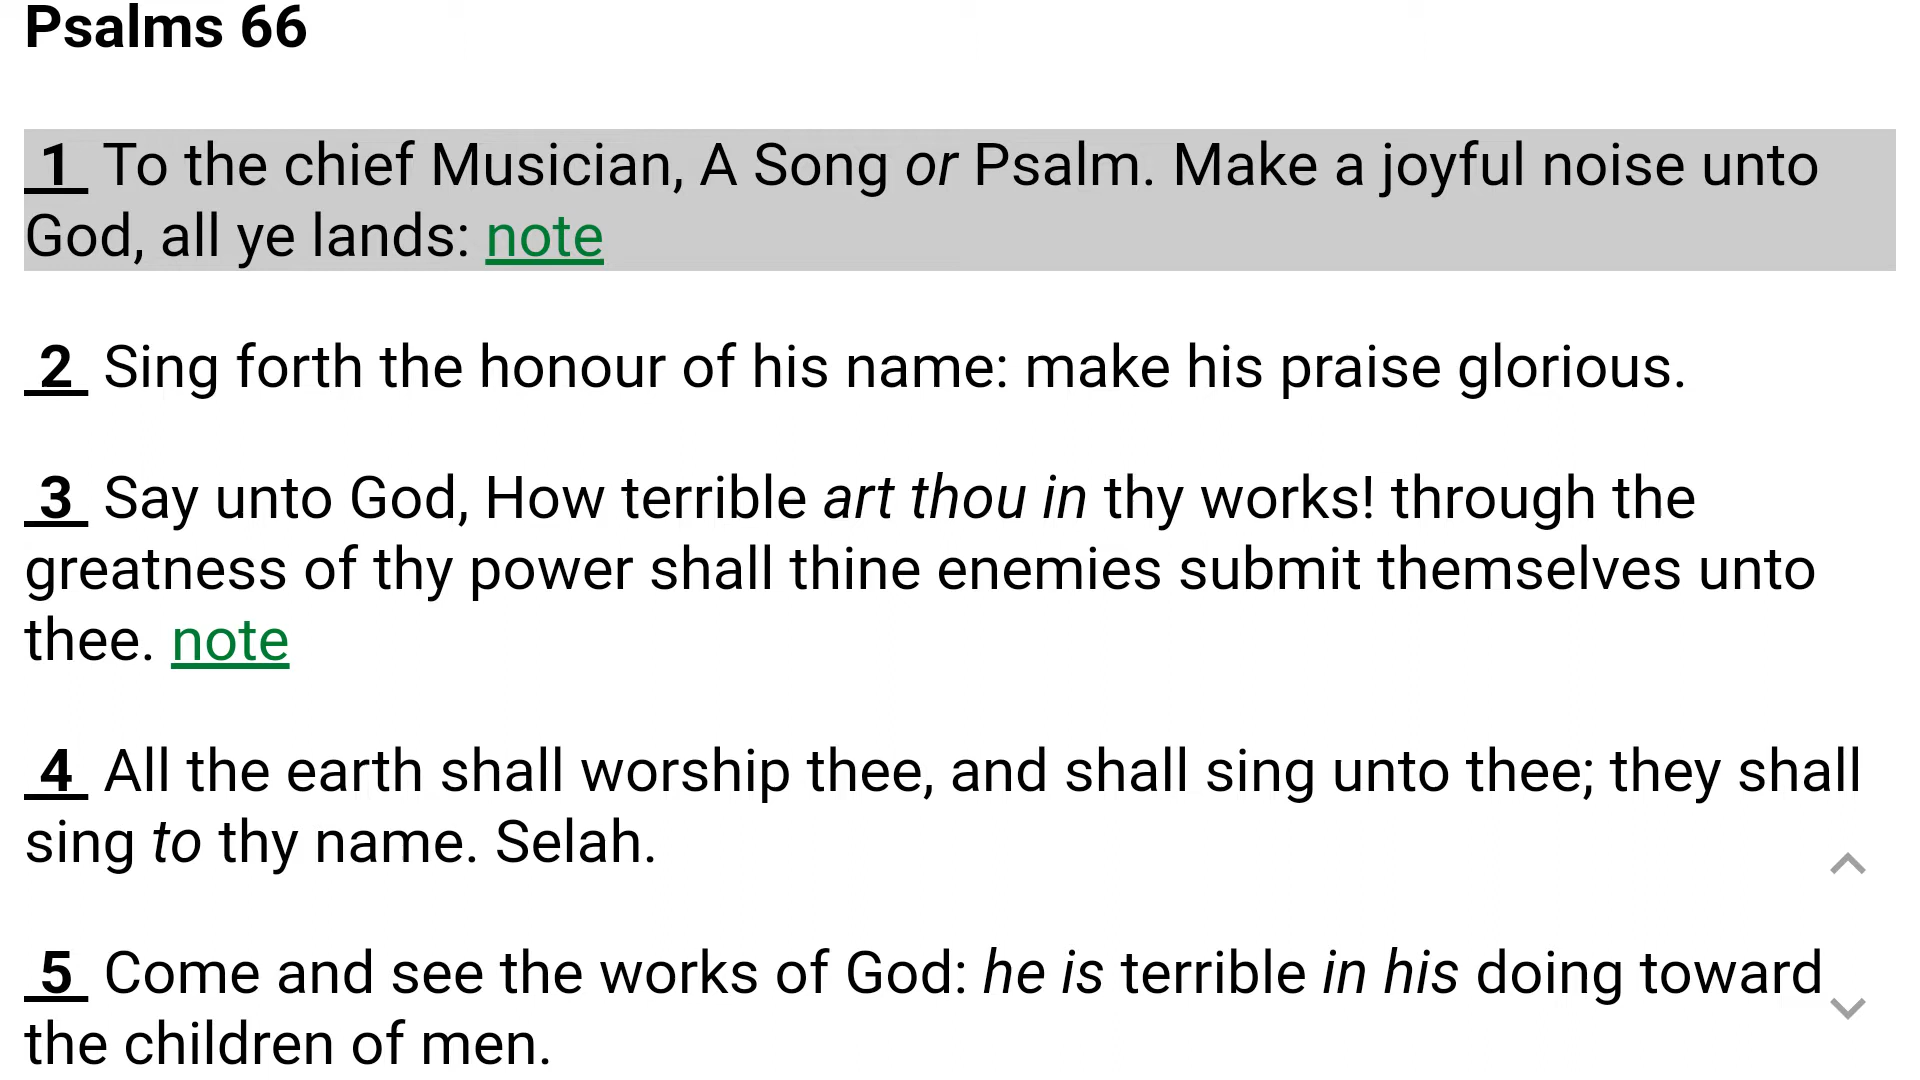 Psalms 66
1 To the chief Musician, A Song or Psalm. Make a joyful noise unto
God, all ye lands: note
2 Sing forth the honour of his name: make his praise glorious.
3 Say unto God, How terrible art thou in thy works! through the
greatness of thy power shall thine enemies submit themselves unto
thee. note
4 All the earth shall worship thee, and shall sing unto thee; they shall
sing to thy name. Selah.
5 Come and see the works of God: he is terrible in his doing toward
the children of men.